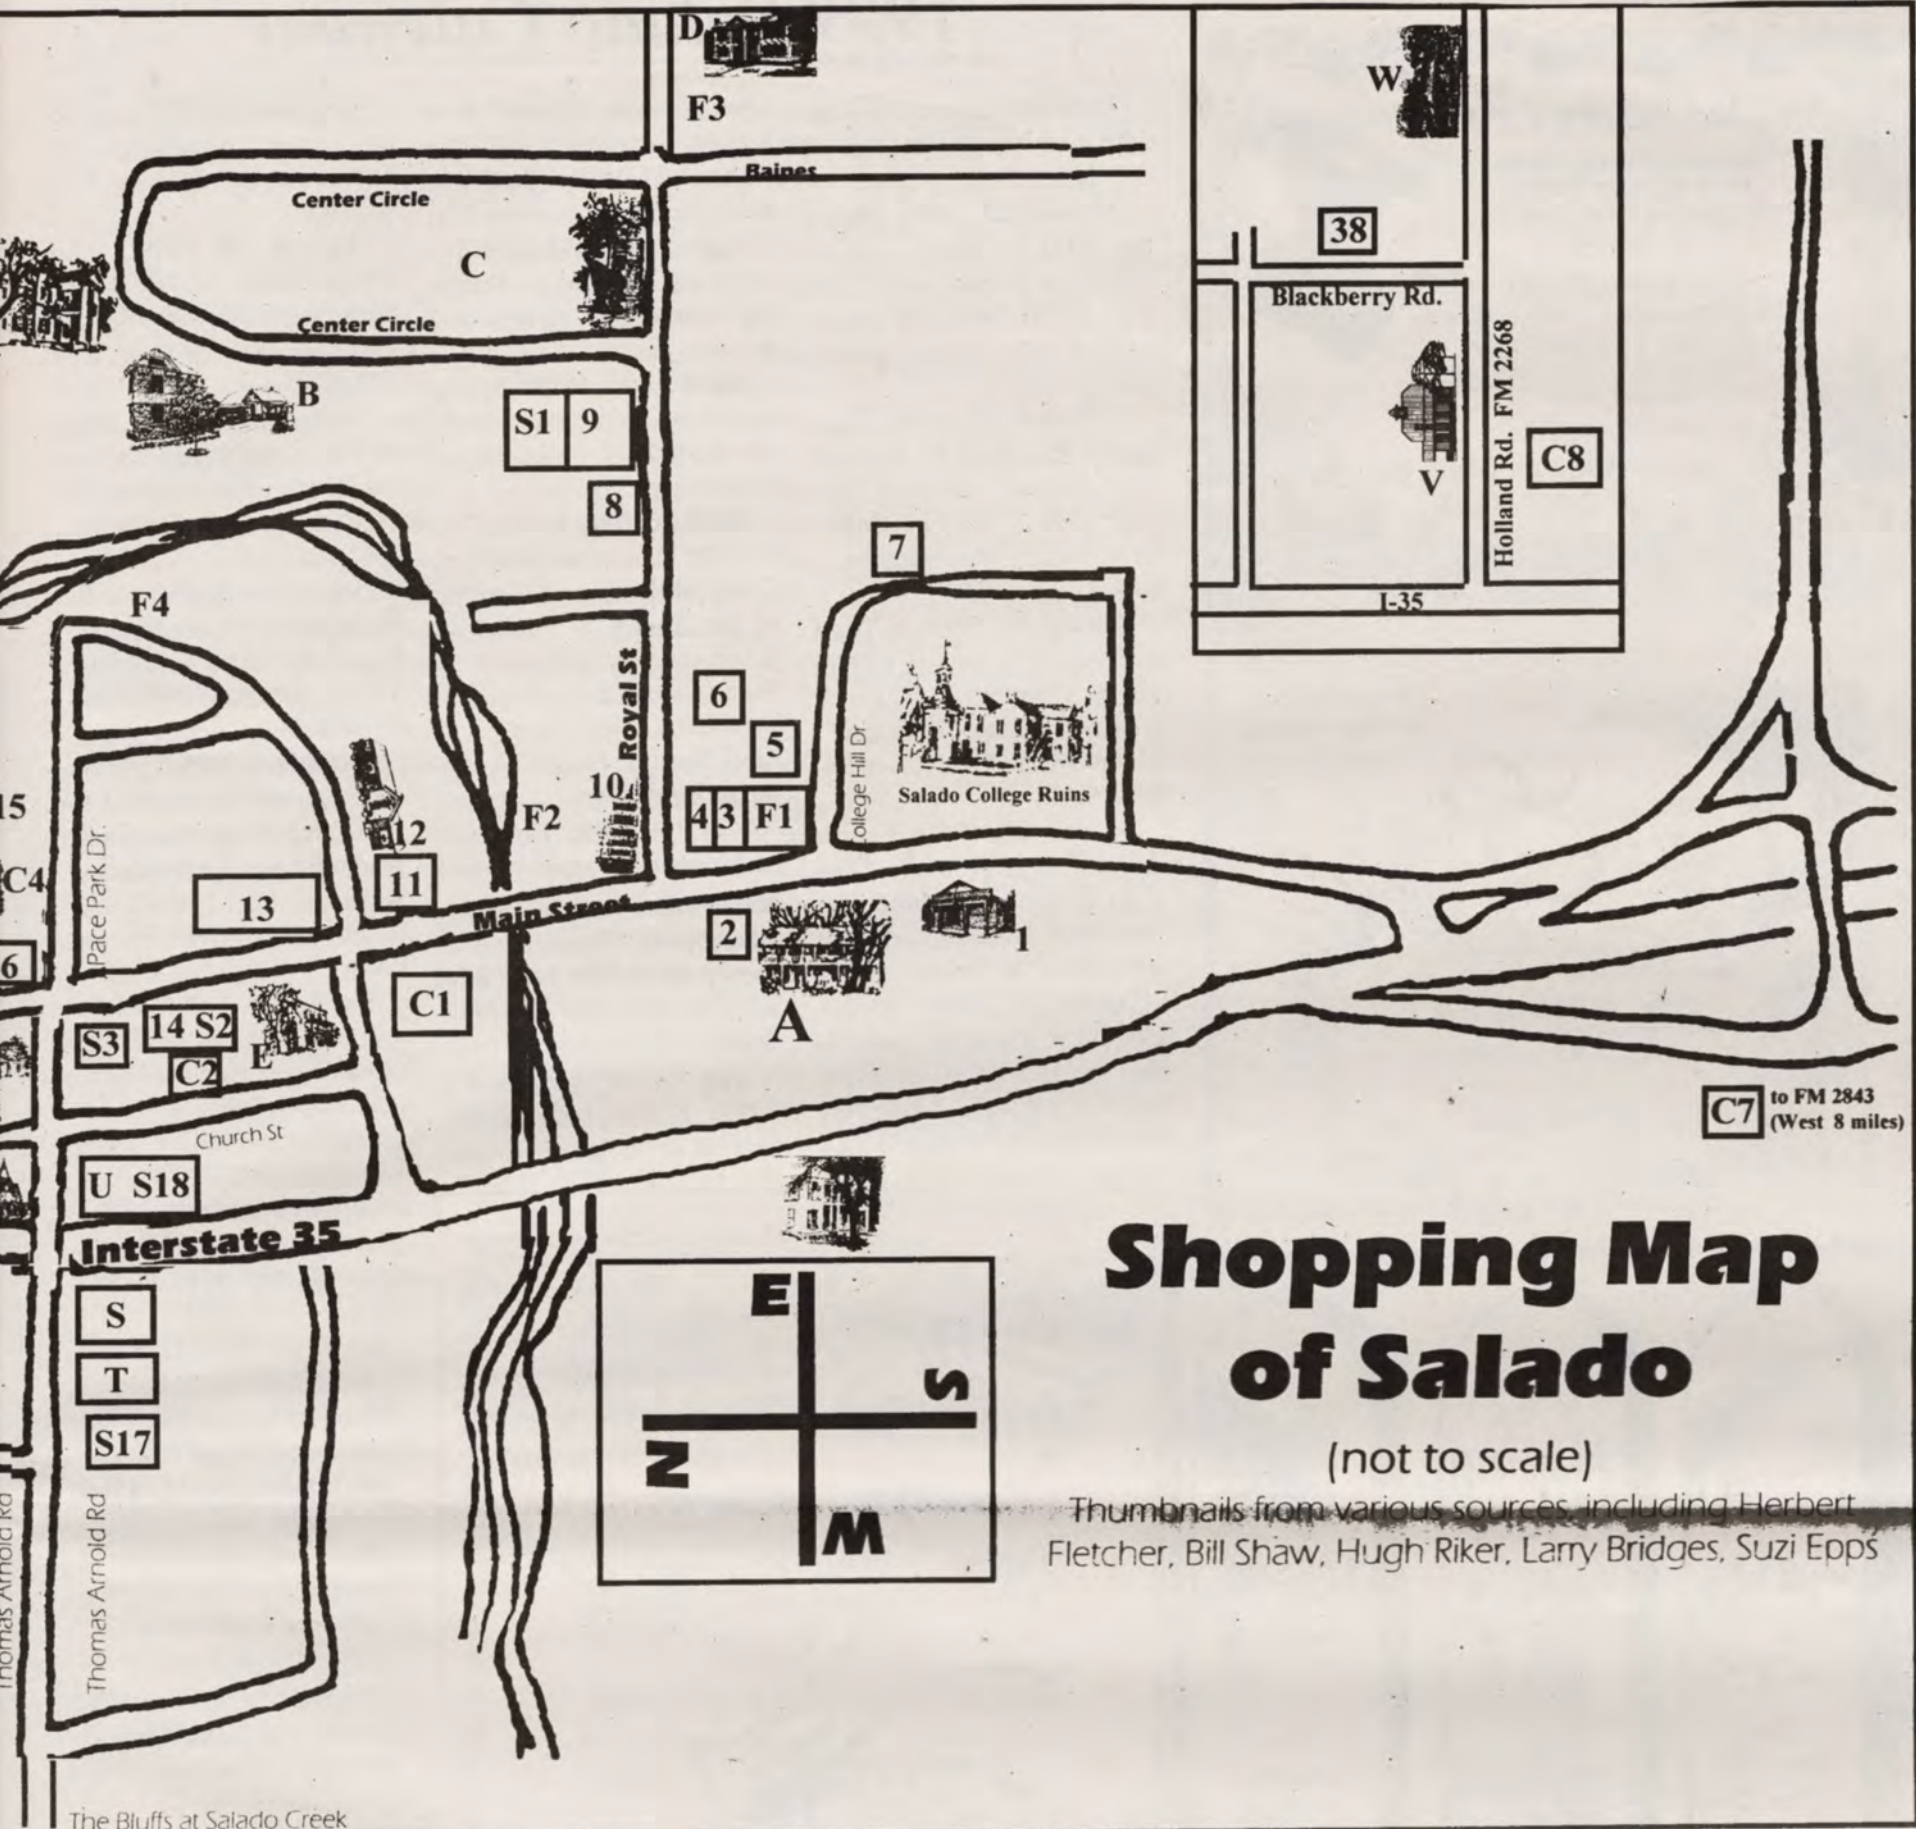 D
F3
W
Baines
Center Circle
C
38
Blackberry Rd.
Center Circle
B
S1 9
8
Holland Rd. FM 2268
C8
V
7
I-35
F4
Royal St
6
5
College Hill Dr.
10
4 3 F1
Salado College Ruins
F2
15
12
Pace Park Dr.
C4
11
13
Main Street
2
1
6
C1
A
S3
14 S2
E
C2
C7
to FM 2843
(West 8 miles)
Church St
U S18
Interstate 35
S
T
S17
Thomas Arnold Rd
Thomas Arnold Rd
E
S
N
W
Shopping Map
of Salado
(not to scale)
Thumbnails from various sources, including Herbert
Fletcher, Bill Shaw, Hugh Riker, Larry Bridges, Suzi Epps
The Bluffs at Salado Creek